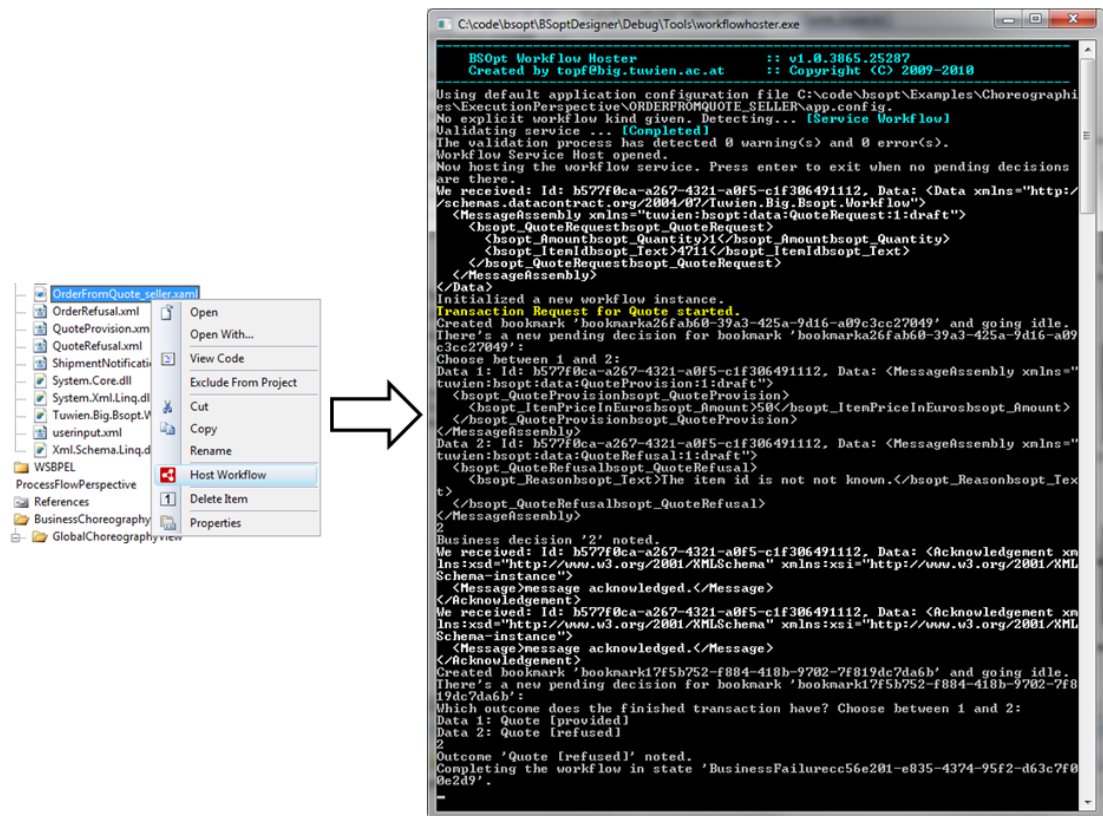 OrderFromQuote_seller.xaml
OrderRefusal.xml
QuoteProvision.xm
QuoteRefusal.xml
ShipmentNotificati
System.Core.dll
System.Xml.Linq.dl
Tuwien.Big.Bsopt.W
userinput.xml
Xml.Schema.Linq.d
WSBPEL
ProcessFlowPerspective
References
BusinessChoreography
GlobalChoreographyView
Open
Open With...
View Code
Exclude From Project
Cut
Copy
Rename
Host Workflow
Delete Item
Properties
C:\code\bsopt\BSoptDesigner\Debug\Tools\workflowhoster.exe
BSOpt Workflow Hoster :: v1.0.3865.25287
Created by topf@big.tuwien.ac.at :: Copyright (C) 2009-2010
Using default application configuration file C:\code\bsopt\Examples\Choreographi
es\ExecutionPerspective\ORDERFROMQUOTE_SELLER\app.config.
No explicit workflow kind given. Detecting... [Service Workflow]
Validating service ... [Completed]
The validation process has detected 0 warning(s) and 0 error(s).
Workflow Service Host opened.
Now hosting the workflow service. Press enter to exit when no pending decisions
are there.
We received: Id: b577f0ca-a267-4321-a0f5-c1f306491112, Data: <Data xmlns="http:/
/schemas.datacontract.org/2004/07/Tuwien.Big.Bsopt.Workflow">
<MessageAssembly xmlns="tuwien:bsopt:data:QuoteRequest:1:draft">
<bsopt_QuoteRequestbsopt_QuoteRequest>
<bsopt_Amountbsopt_Quantity>1</bsopt_Amountbsopt_Quantity>
<bsopt_ItemIdbsopt_Text>4711</bsopt_ItemIdbsopt_Text>
</bsopt_QuoteRequestbsopt_QuoteRequest>
</MessageAssembly>
</Data>
Initialized a new workflow instance.
Transaction Request for Quote started.
Created bookmark 'bookmarka26fab60-39a3-425a-9d16-a09c3cc27049' and going idle.
There's a new pending decision for bookmark 'bookmarka26fab60-39a3-425a-9d16-a09
c3cc27049':
Choose between 1 and 2:
Data 1: Id: b577f0ca-a267-4321-a0f5-c1f306491112, Data: <MessageAssembly xmlns="
tuwien:bsopt:data:QuoteProvision:1:draft">
<bsopt_QuoteProvisionbsopt_QuoteProvision>
<bsopt_ItemPriceInEurosbsopt_Amount>50</bsopt_ItemPriceInEurosbsopt_Amount>
</bsopt_QuoteProvisionbsopt_QuoteProvision>
</MessageAssembly>
Data 2: Id: b577f0ca-a267-4321-a0f5-c1f306491112, Data: <MessageAssembly xmlns="
tuwien:bsopt:data:QuoteRefusal:1:draft">
<bsopt_QuoteRefusalbsopt_QuoteRefusal>
<bsopt_Reasonbsopt_Text>The item id is not not known.</bsopt_Reasonbsopt_Tex
t>
</bsopt_QuoteRefusalbsopt_QuoteRefusal>
</MessageAssembly>
2
Business decision '2' noted.
We received: Id: b577f0ca-a267-4321-a0f5-c1f306491112, Data: <Acknowledgement xm
lns:xsd="http://www.w3.org/2001/XMLSchema" xmlns:xsi="http://www.w3.org/2001/XML
Schema-instance">
<Message>message acknowledged.</Message>
</Acknowledgement>
We received: Id: b577f0ca-a267-4321-a0f5-c1f306491112, Data: <Acknowledgement xm
lns:xsd="http://www.w3.org/2001/XMLSchema" xmlns:xsi="http://www.w3.org/2001/XML
Schema-instance">
<Message>message acknowledged.</Message>
</Acknowledgement>
Created bookmark 'bookmark17f5b752-f884-418b-9702-7f819dc7da6b' and going idle.
There's a new pending decision for bookmark 'bookmark17f5b752-f884-418b-9702-7f8
19dc7da6b':
Which outcome does the finished transaction have? Choose between 1 and 2:
Data 1: Quote [provided]
Data 2: Quote [refused]
2
Outcome 'Quote [refused]' noted.
Completing the workflow in state 'BusinessFailurecc56e201-e835-4374-95f2-d63c7f0
0e2d9'.